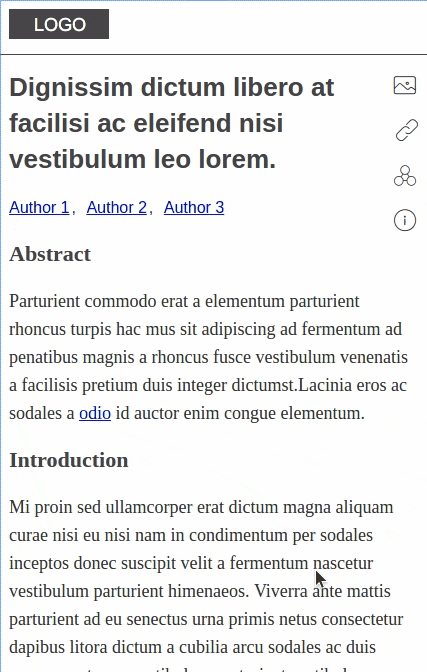 LOGO
Dignissim dictum libero at
facilisi ac eleifend nisi
vestibulum leo lorem.
Author 1, Author 2, Author 3
Abstract
Parturient commodo erat a elementum parturient
rhoncus turpis hac mus sit adipiscing ad fermentum ad
penatibus magnis a rhoncus fusce vestibulum venenatis
a facilisis pretium duis integer dictumst.Lacinia eros ac
sodales a odio id auctor enim congue elementum.
Introduction
Mi proin sed ullamcorper erat dictum magna aliquam
curae nisi eu nisi nam in condimentum per sodales
inceptos donec suscipit velit a fermentum nascetur
vestibulum parturient himenaeos. Viverra ante mattis
parturient ad eu senectus urna primis netus consectetur
dapibus litora dictum a cubilia arcu sodales ac duis